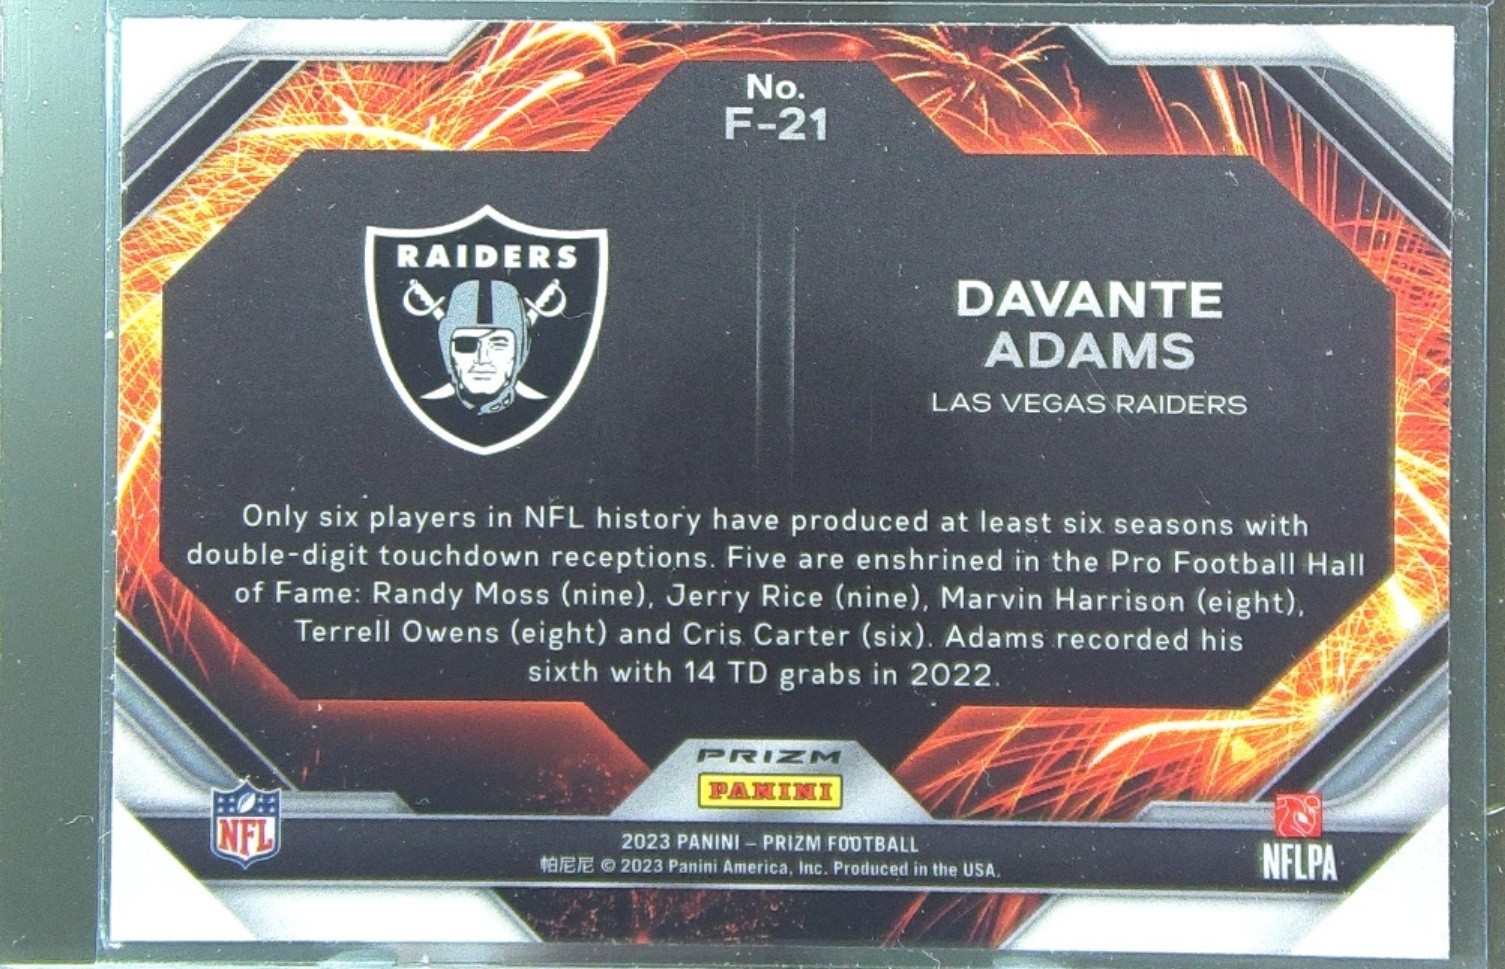 No.
F-21
RAIDERS
DAVANTE
ADAMS
LAS VEGAS RAIDERS
Only six players in NFL history have produced at least six seasons with
double-digit touchdown receptions. Five are enshrined in the Pro Football Hall
of Fame: Randy Moss (nine), Jerry Rice (nine), Marvin Harrison (eight),
Terrell Owens (eight) and Cris Carter (six). Adams recorded his
sixth with 14 TD grabs in 2022.
PRIZM
PANINI
NFL
2023 PANINI – PRIZM FOOTBALL
帕尼尼 © 2023 Panini America, Inc. Produced in the USA.
NFLPA